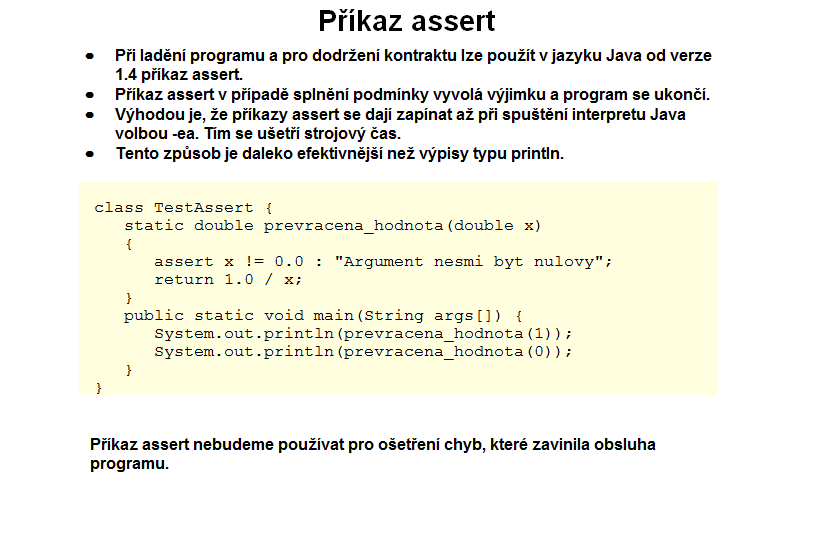 Příkaz assert
● Při ladění programu a pro dodržení kontraktu lze použít v jazyku Java od verze
1.4 příkaz assert.
● Příkaz assert v případě splnění podmínky vyvolá výjimku a program se ukončí.
● Výhodou je, že příkazy assert se dají zapínat až při spuštění interpretu Java
volbou -ea. Tím se ušetří strojový čas.
● Tento způsob je daleko efektivnější než výpisy typu println.
class TestAssert {
static double prevracena_hodnota(double x)
{
assert x != 0.0 : "Argument nesmi byt nulovy";
return 1.0 / x;
}
public static void main(String args[]) {
System.out.println(prevracena_hodnota(1));
System.out.println(prevracena_hodnota(0));
}
}
Příkaz assert nebudeme používat pro ošetření chyb, které zavinila obsluha
programu.